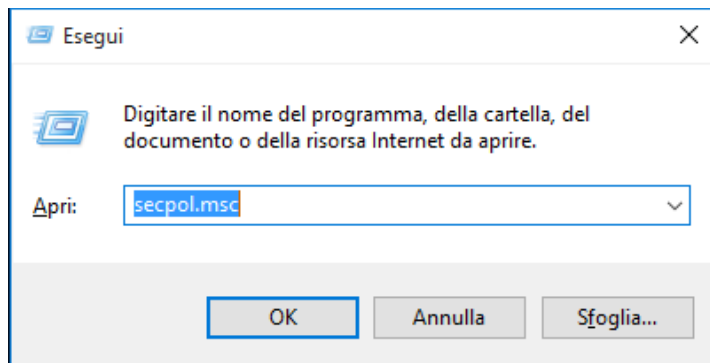 Esegui
Digitare il nome del programma, della cartella, del
documento o della risorsa Internet da aprire.
Apri: secpol.msc
OK Annulla Sfoglia...